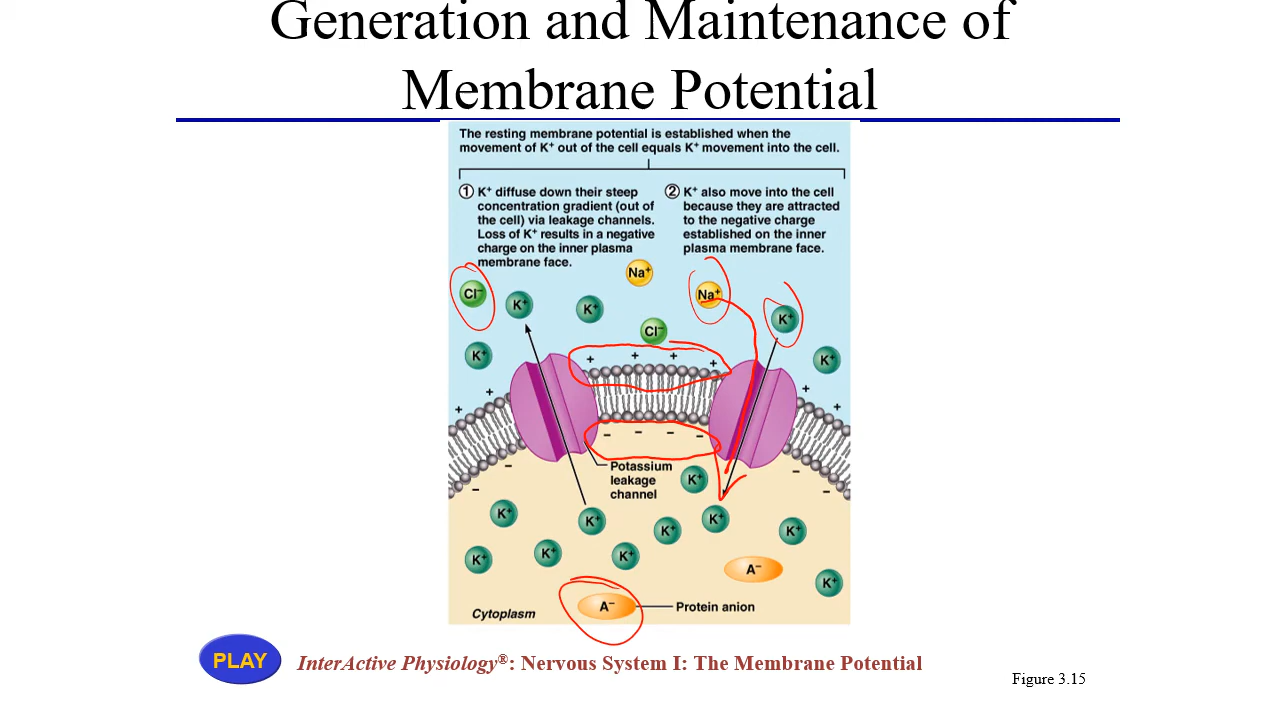 Generation and Maintenance of
Membrane Potential
The resting membrane potential is established when the
movement of K⁺ out of the cell equals K⁺ movement into the cell.
① K⁺ diffuse down their steep
concentration gradient (out of
the cell) via leakage channels.
Loss of K⁺ results in a negative
charge on the inner plasma
membrane face.
② K⁺ also move into the cell
because they are attracted
to the negative charge
established on the inner
plasma membrane face.
Na⁺
Cl⁻
Na⁺
K⁺
K⁺
K⁺
Cl⁻
K⁺
K⁺
+ + + +
+ + + +
- - - -
- - - -
Potassium
leakage
channel
K⁺
K⁺
K⁺
K⁺
K⁺
K⁺
K⁺
K⁺
K⁺
A⁻
K⁺
A⁻
Protein anion
Cytoplasm
PLAY
InterActive Physiology®: Nervous System I: The Membrane Potential
Figure 3.15